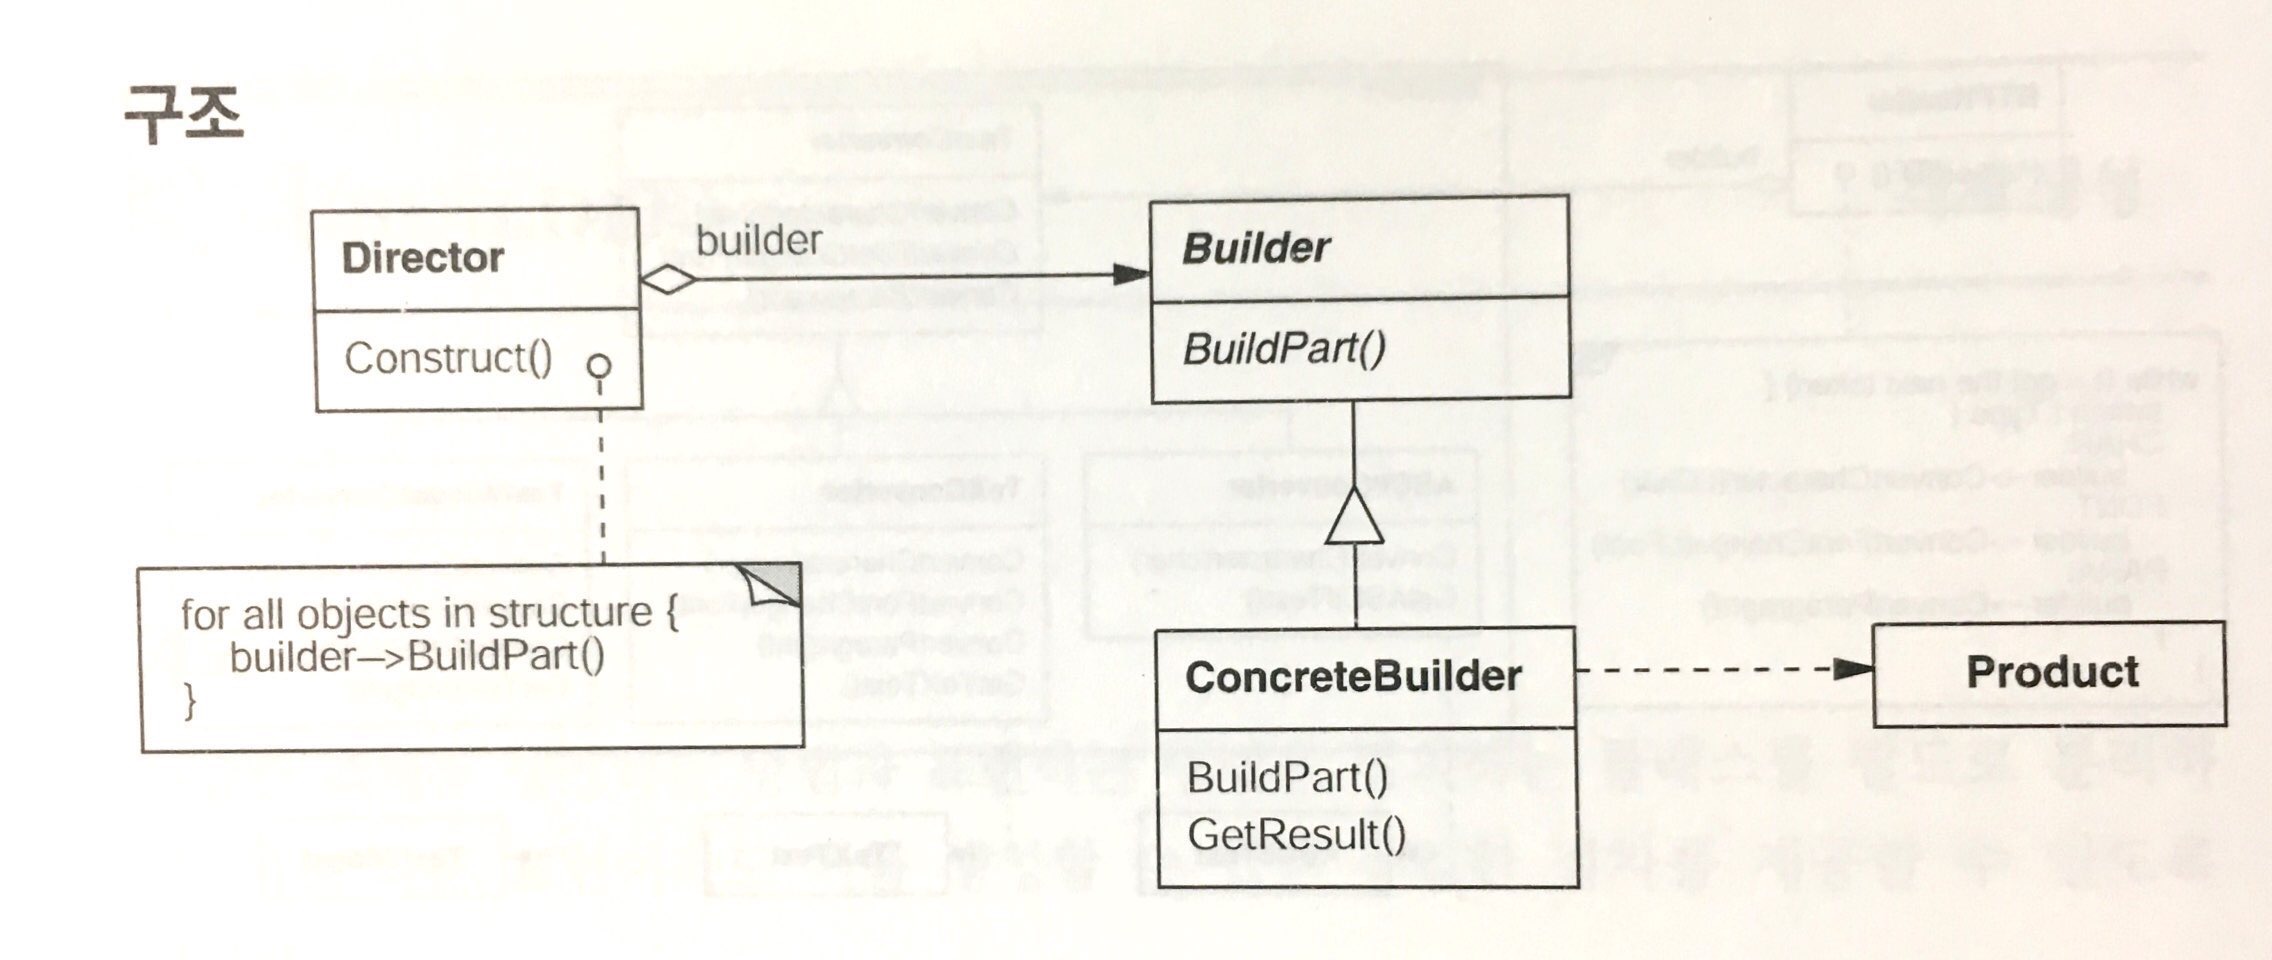 구조
Director
builder
Builder
Construct()
BuildPart()
for all objects in structure {
builder–>BuildPart()
}
ConcreteBuilder
Product
BuildPart()
GetResult()